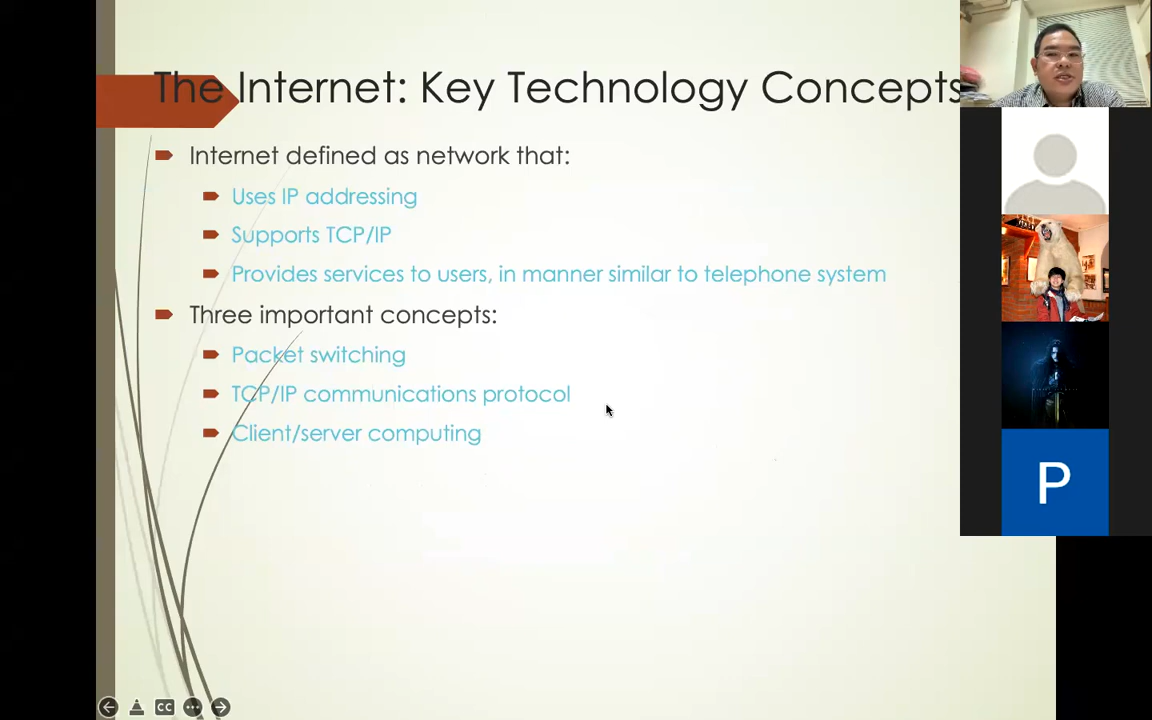 The Internet: Key Technology Concepts
Internet defined as network that:
Uses IP addressing
Supports TCP/IP
Provides services to users, in manner similar to telephone system
Three important concepts:
Packet switching
TCP/IP communications protocol
Client/server computing
P
CC